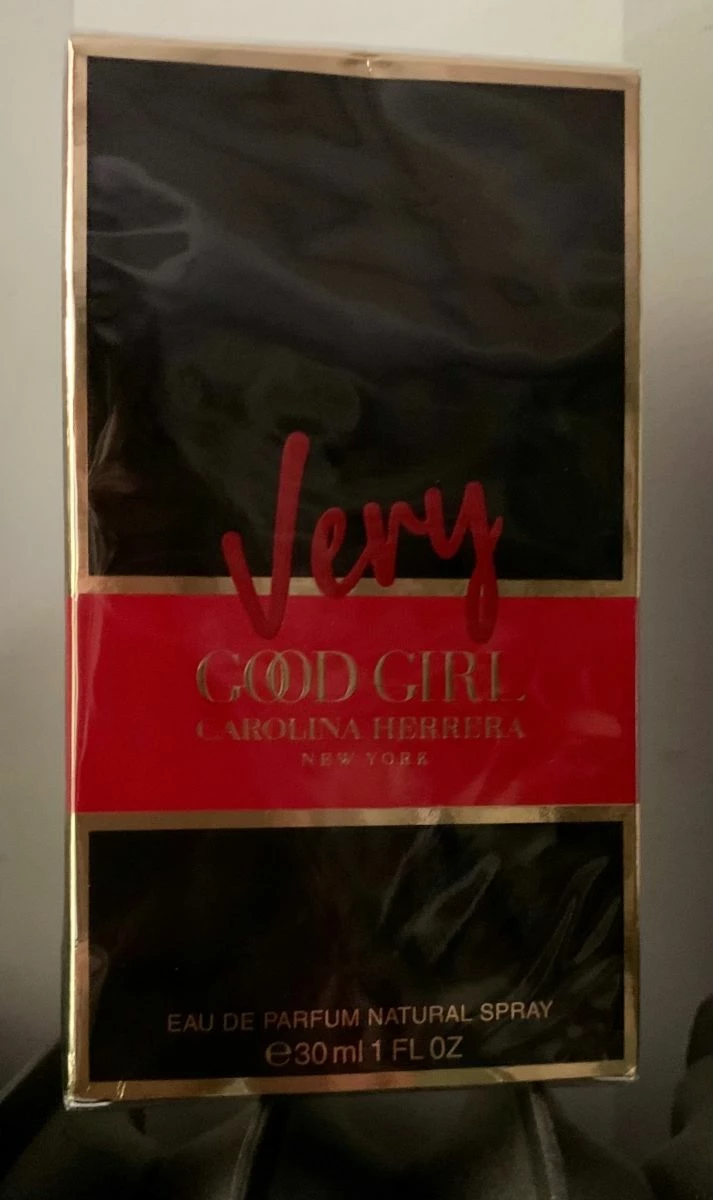 Very
GOOD GIRL
CAROLINA HERRERA
NEW YORK
EAU DE PARFUM NATURAL SPRAY
℮30 ml 1 FL OZ